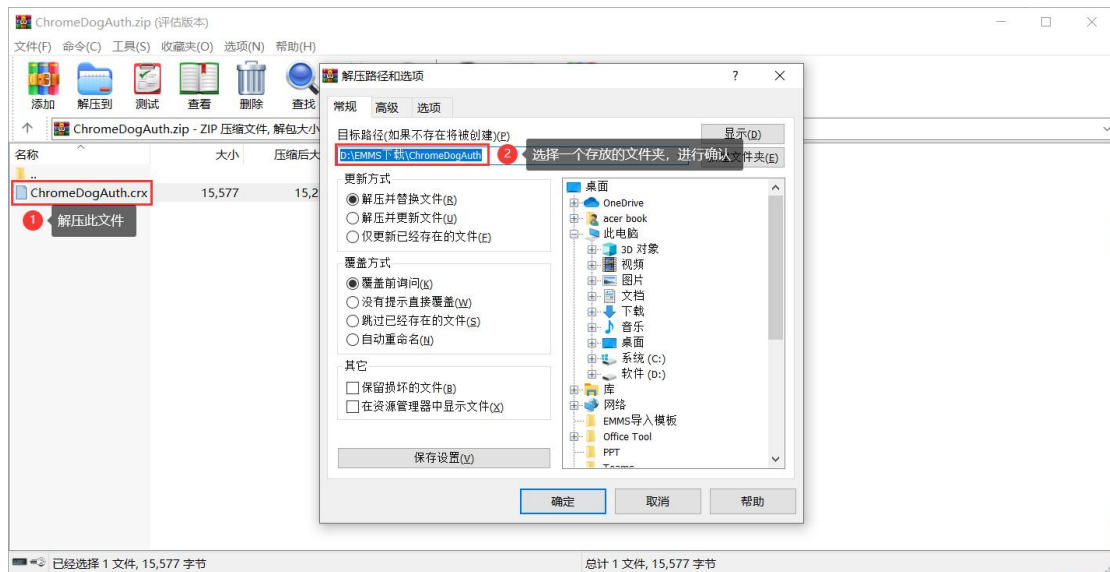 ChromeDogAuth.zip (评估版本)
文件(F) 命令(C) 工具(S) 收藏夹(O) 选项(N) 帮助(H)
添加 解压到 测试 查看 删除 查找
ChromeDogAuth.zip - ZIP 压缩文件, 解包大小
名称 大小 压缩后大
..
ChromeDogAuth.crx 15,577 15,2
1 解压此文件
解压路径和选项
常规 高级 选项
目标路径(如果不存在将被创建)(P)
显示(D)
D:\EMMS下载\ChromeDogAuth
2 选择一个存放的文件夹，进行确认
文件夹(E)
更新方式
解压并替换文件(R)
解压并更新文件(U)
仅更新已经存在的文件(F)
覆盖方式
覆盖前询问(K)
没有提示直接覆盖(W)
跳过已经存在的文件(S)
自动重命名(N)
其它
保留损坏的文件(B)
在资源管理器中显示文件(X)
保存设置(V)
桌面
OneDrive
acer book
此电脑
3D 对象
视频
图片
文档
下载
音乐
桌面
系统 (C:)
软件 (D:)
库
网络
EMMS导入模板
Office Tool
PPT
Teams
确定 取消 帮助
已经选择 1 文件, 15,577 字节
总计 1 文件, 15,577 字节